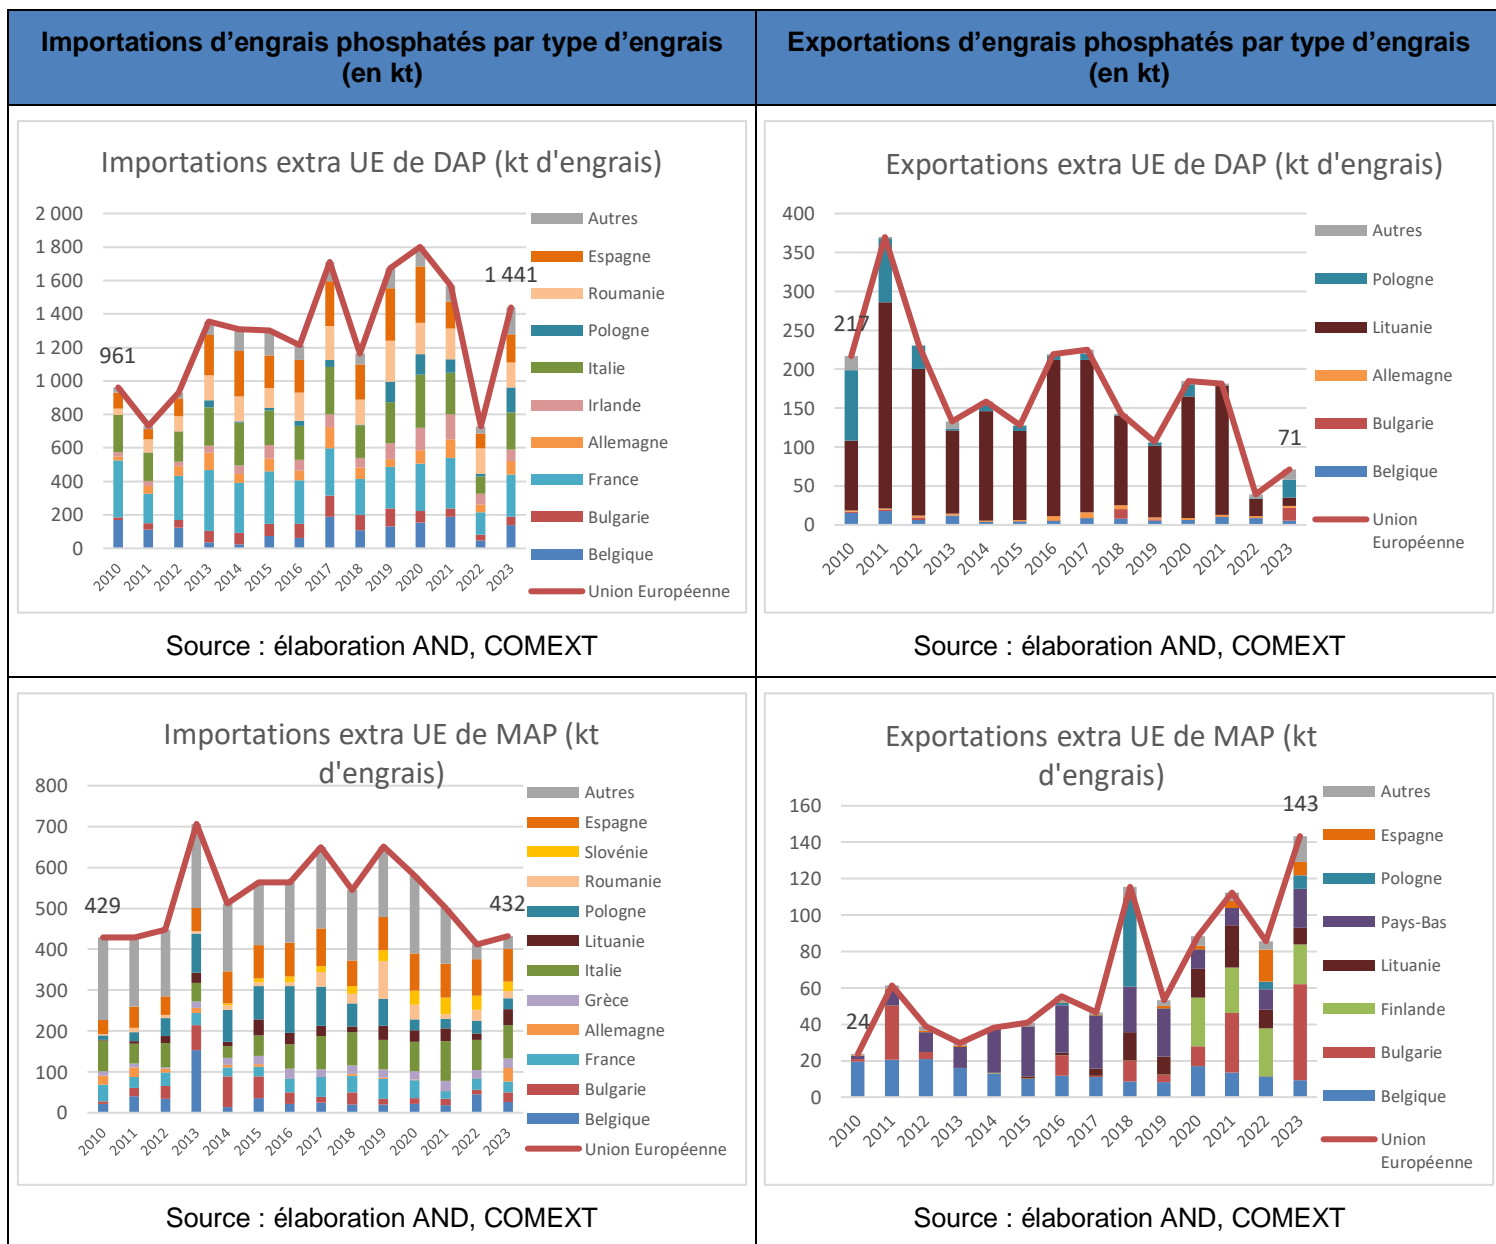 Importations d’engrais phosphatés par type d’engrais
(en kt)
Exportations d’engrais phosphatés par type d’engrais
(en kt)
Importations extra UE de DAP (kt d'engrais)
2 000
1 800
1 600
1 400
1 200
1 000
800
600
400
200
0
961
1 441
2010
2011
2012
2013
2014
2015
2016
2017
2018
2019
2020
2021
2022
2023
Autres
Espagne
Roumanie
Pologne
Italie
Irlande
Allemagne
France
Bulgarie
Belgique
Union Européenne
Source : élaboration AND, COMEXT
Exportations extra UE de DAP (kt d'engrais)
400
350
300
250
200
150
100
50
0
217
71
2010
2011
2012
2013
2014
2015
2016
2017
2018
2019
2020
2021
2022
2023
Autres
Pologne
Lituanie
Allemagne
Bulgarie
Belgique
Union
Européenne
Source : élaboration AND, COMEXT
Importations extra UE de MAP (kt
d'engrais)
800
700
600
500
400
300
200
100
0
429
432
2010
2011
2012
2013
2014
2015
2016
2017
2018
2019
2020
2021
2022
2023
Autres
Espagne
Slovénie
Roumanie
Pologne
Lituanie
Italie
Grèce
Allemagne
France
Bulgarie
Belgique
Union Européenne
Source : élaboration AND, COMEXT
Exportations extra UE de MAP (kt
d'engrais)
160
140
120
100
80
60
40
20
0
24
143
2010
2011
2012
2013
2014
2015
2016
2017
2018
2019
2020
2021
2022
2023
Autres
Espagne
Pologne
Pays-Bas
Lituanie
Finlande
Bulgarie
Belgique
Union
Européenne
Source : élaboration AND, COMEXT